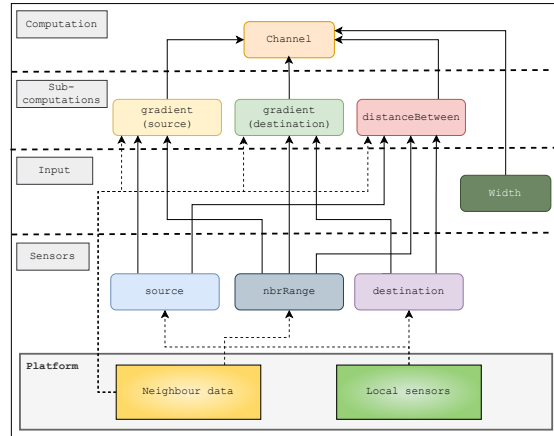 Computation
Channel
Sub-
computations
gradient
(source)
gradient
(destination)
distanceBetween
Input
Width
Sensors
source
nbrRange
destination
Platform
Neighbour data
Local sensors